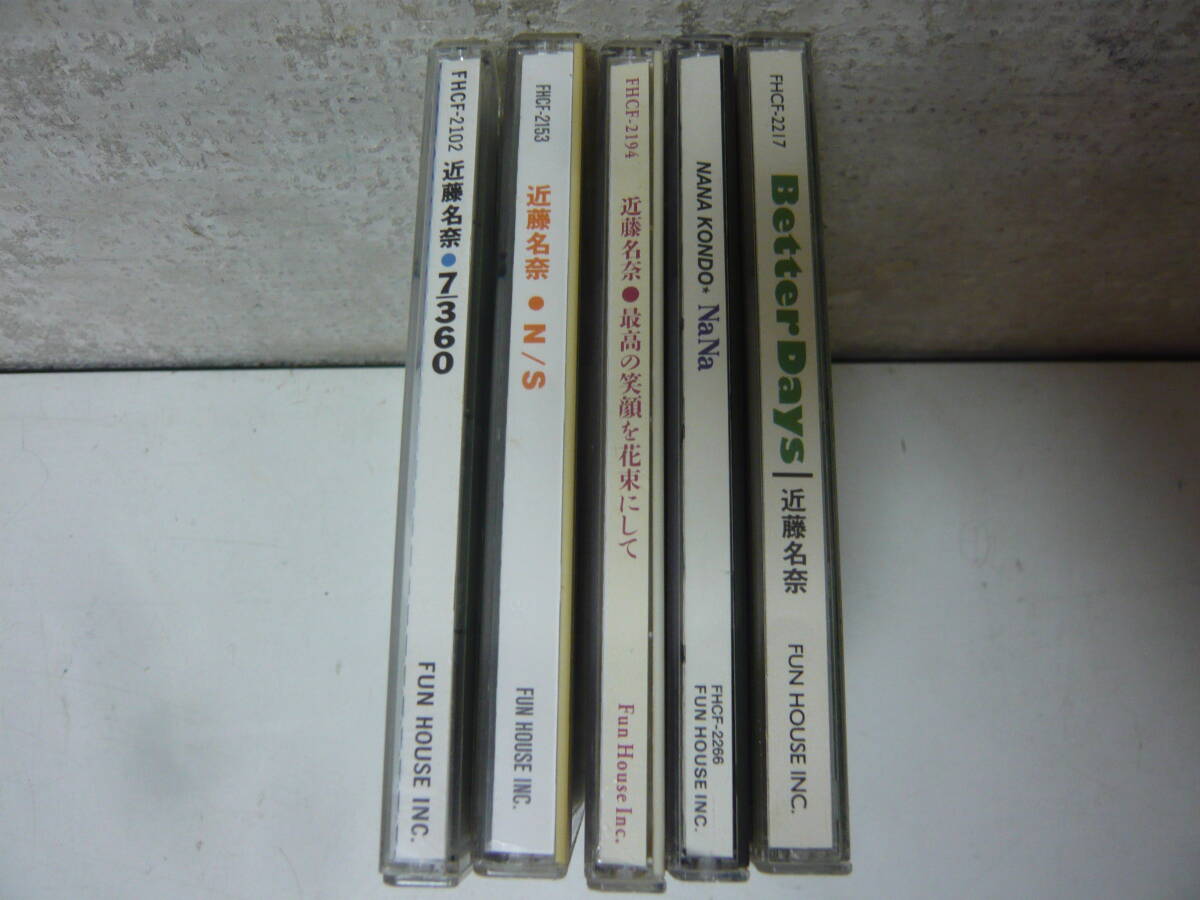 FHCF-2102 近藤名奈●7/360 FUN HOUSE INC.
FHCF-2153 近藤名奈 ● N/S FUN HOUSE INC.
FHCF-2194 近藤名奈●最高の笑顔を花束にして Fun House Inc.
NANA KONDO* NaNa
FHCF-2266
FUN HOUSE INC.
FHCF-2217 Better Days|近藤名奈 FUN HOUSE INC.